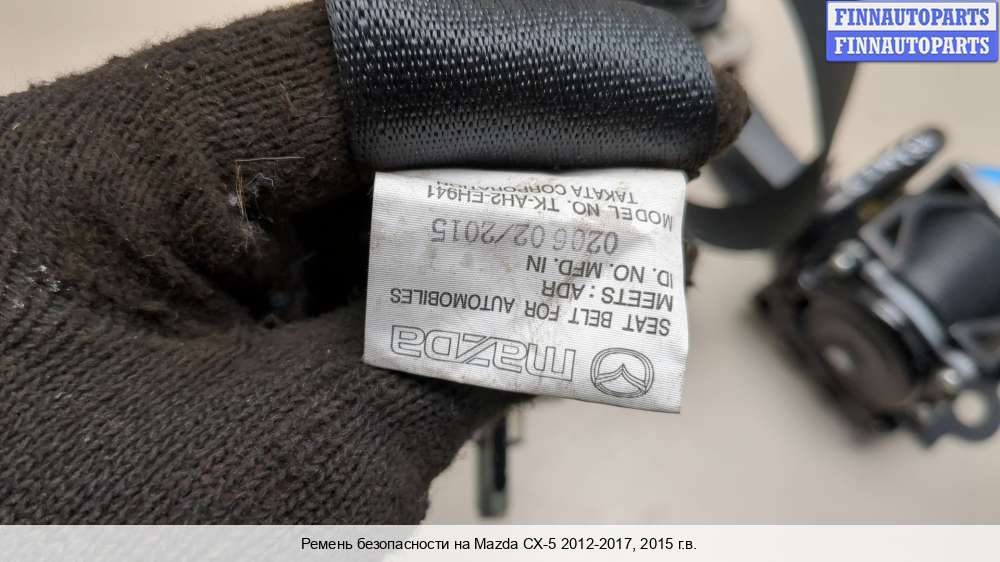 FINNAUTOPARTS
FINNAUTOPARTS
mazda
SEAT BELT FOR AUTOMOBILES
MEETS : ADR
ID. NO. MFD. IN
0206 02/2015
MODEL NO. TK-AH2-EH941
TAKATA CORPORATION
Ремень безопасности на Mazda CX-5 2012-2017, 2015 г.в.